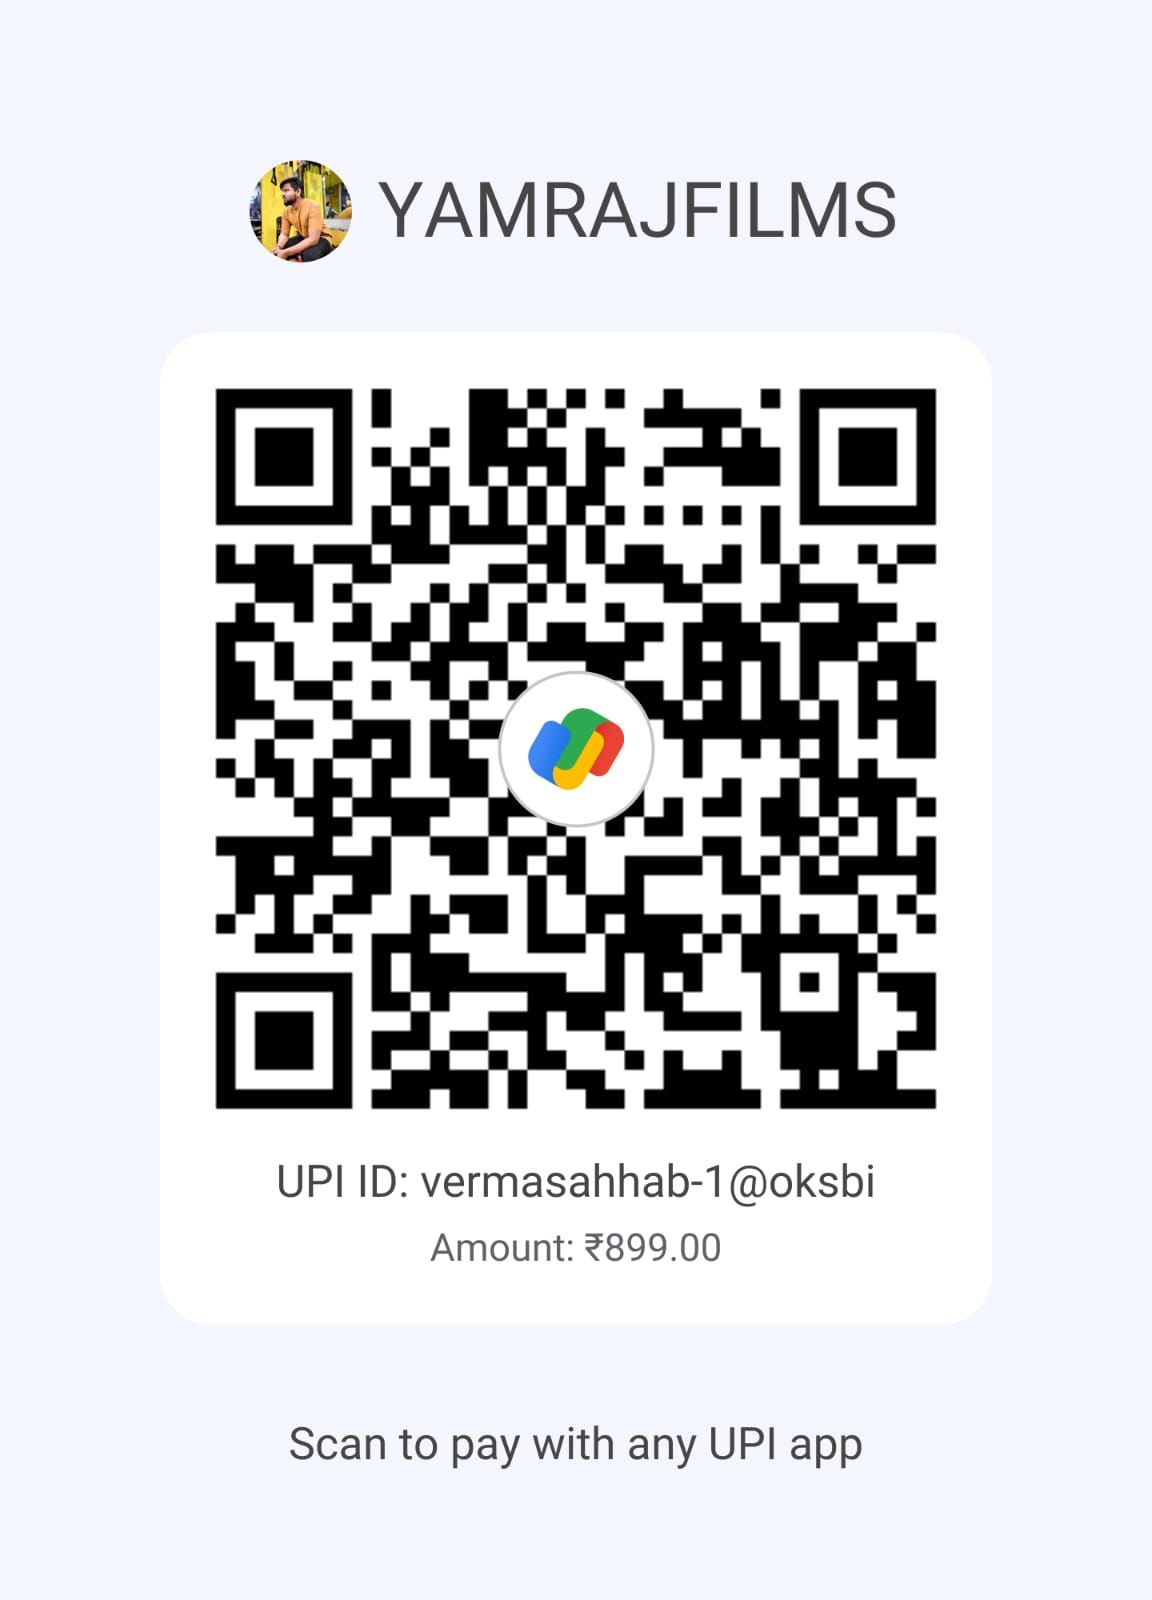 YAMRAJFILMS
UPI ID: vermasahhab-1@oksbi
Amount: ₹899.00
Scan to pay with any UPI app